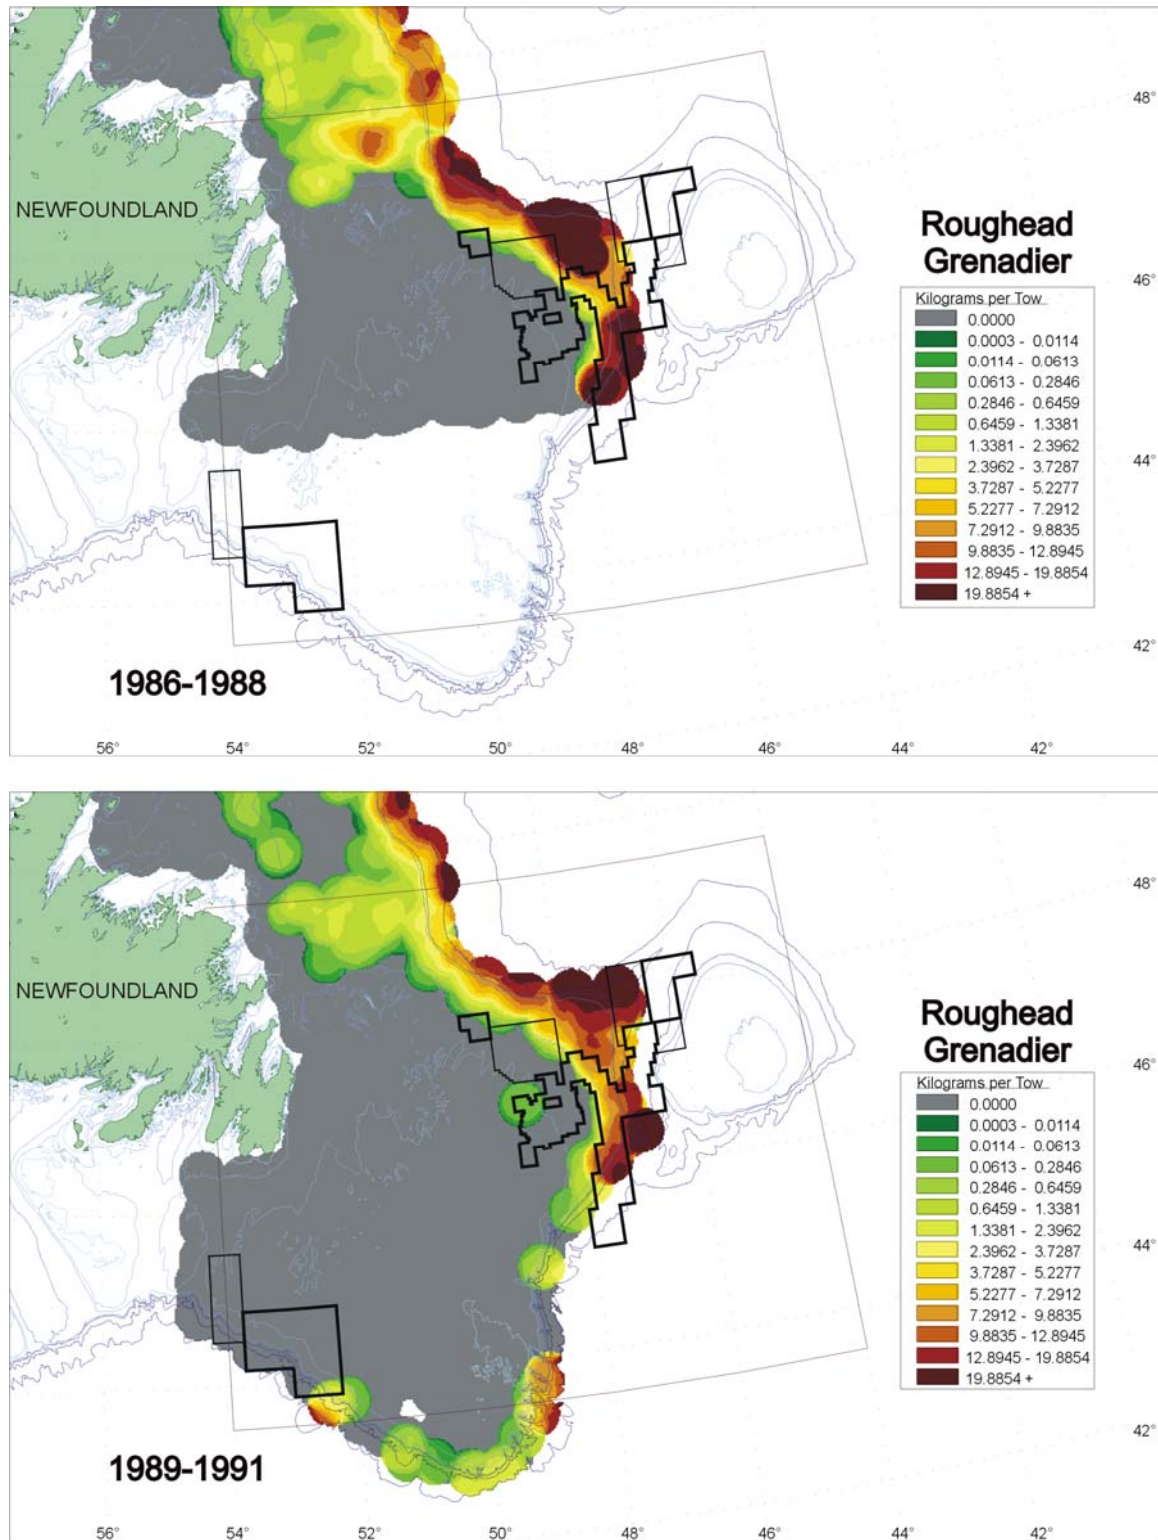 48°
NEWFOUNDLAND
Roughead
Grenadier
46°
Kilograms per Tow
0.0000
0.0003 - 0.0114
0.0114 - 0.0613
0.0613 - 0.2846
0.2846 - 0.6459
0.6459 - 1.3381
1.3381 - 2.3962
2.3962 - 3.7287
3.7287 - 5.2277
5.2277 - 7.2912
7.2912 - 9.8835
9.8835 - 12.8945
12.8945 - 19.8854
19.8854 +
44°
42°
1986-1988
56° 54° 52° 50° 48° 46° 44° 42°
48°
NEWFOUNDLAND
Roughead
Grenadier
46°
Kilograms per Tow
0.0000
0.0003 - 0.0114
0.0114 - 0.0613
0.0613 - 0.2846
0.2846 - 0.6459
0.6459 - 1.3381
1.3381 - 2.3962
2.3962 - 3.7287
3.7287 - 5.2277
5.2277 - 7.2912
7.2912 - 9.8835
9.8835 - 12.8945
12.8945 - 19.8854
19.8854 +
44°
42°
1989-1991
56° 54° 52° 50° 48° 46° 44° 42°